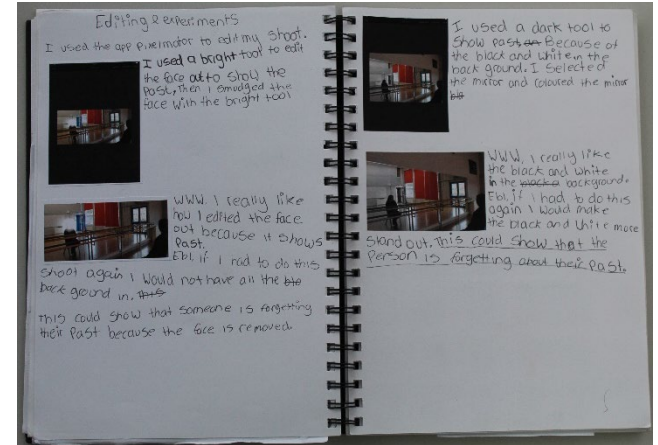 Editing & experiments
I used the app pixelmator to edit my shoot.
I used a bright tool to edit
the face out to show the
Past, Then I smudged the
face with the bright tool
WWW. I really like
how I edited the face
out because it shows
Past.
Ebi. if I had to do this
shoot again I would not have all the
back ground in. This
This could show that someone is forgetting
their Past because the face is removed
I used a dark tool to
show past Because of
the black and white in the
back ground. I selected
the mirror and coloured the mirror
WWW. I really like
the black and white
in the background.
Ebi. if I had to do this
again I would make
the black and white more
stand out. This could show that the
Person is forgetting about their Past.